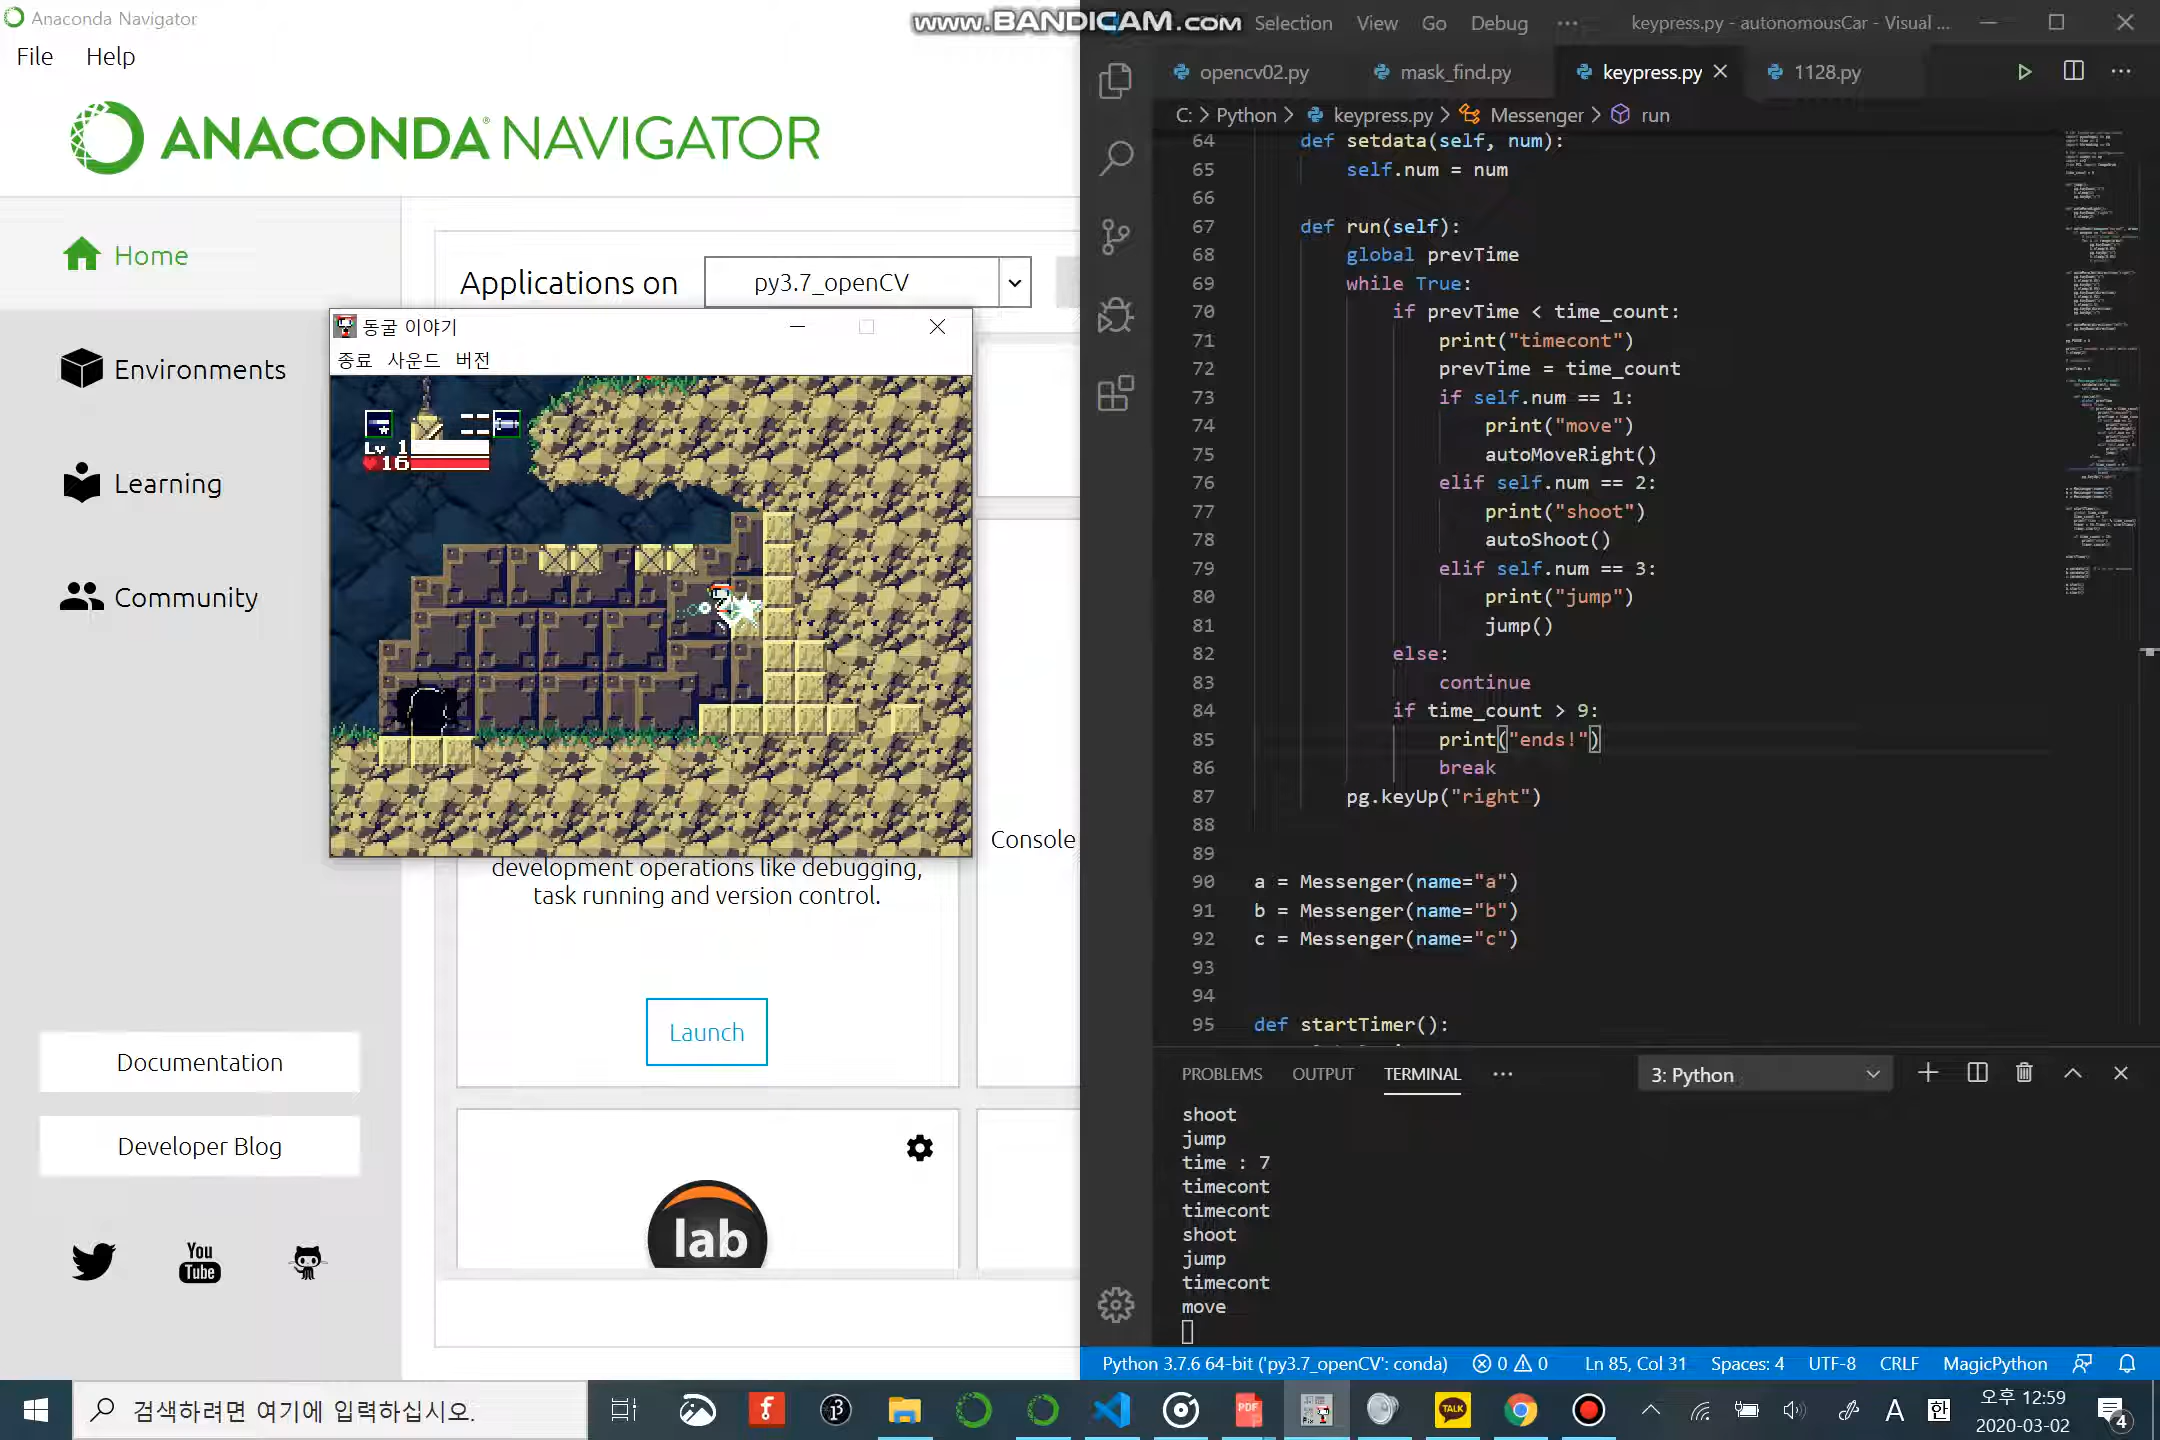 Anaconda Navigator
File Help
ANACONDA NAVIGATOR
Home
Environments
Learning
Community
Documentation
Developer Blog
You
Tube
Applications on py3.7_openCV
동굴 이야기
종료 사운드 버전
Lv 1
16
Console
development operations like debugging,
task running and version control.
Launch
lab
www.BANDICAM.com
Selection View Go Debug ··· keypress.py - autonomousCar - Visual ...
opencv02.py mask_find.py keypress.py 1128.py
C: > Python > keypress.py > Messenger > run
64 def setdata(self, num):
65 self.num = num
66
67 def run(self):
68 global prevTime
69 while True:
70 if prevTime < time_count:
71 print("timecont")
72 prevTime = time_count
73 if self.num == 1:
74 print("move")
75 autoMoveRight()
76 elif self.num == 2:
77 print("shoot")
78 autoShoot()
79 elif self.num == 3:
80 print("jump")
81 jump()
82 else:
83 continue
84 if time_count > 9:
85 print("ends!")
86 break
87 pg.keyUp("right")
88
89
90 a = Messenger(name="a")
91 b = Messenger(name="b")
92 c = Messenger(name="c")
93
94
95 def startTimer():
PROBLEMS OUTPUT TERMINAL ··· 3: Python
shoot
jump
time : 7
timecont
timecont
shoot
jump
timecont
move
Python 3.7.6 64-bit ('py3.7_openCV': conda) 0 0 Ln 85, Col 31 Spaces: 4 UTF-8 CRLF MagicPython
검색하려면 여기에 입력하십시오.
PDF
TALK
A 한
오후 12:59
2020-03-02
4